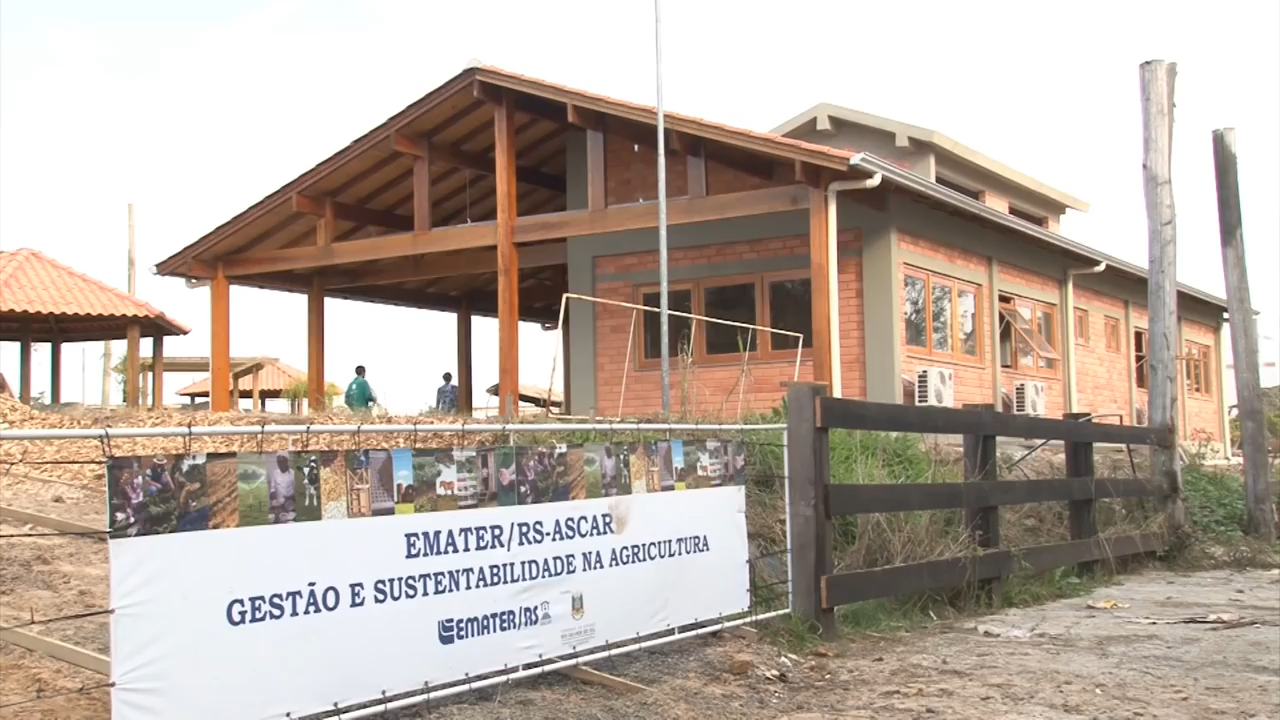 EMATER/RS-ASCAR
GESTÃO E SUSTENTABILIDADE NA AGRICULTURA
EMATER/RS